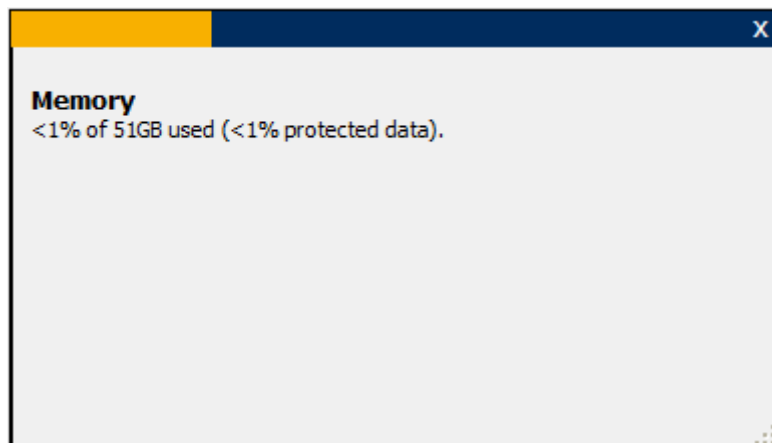 X
Memory
<1% of 51GB used (<1% protected data).